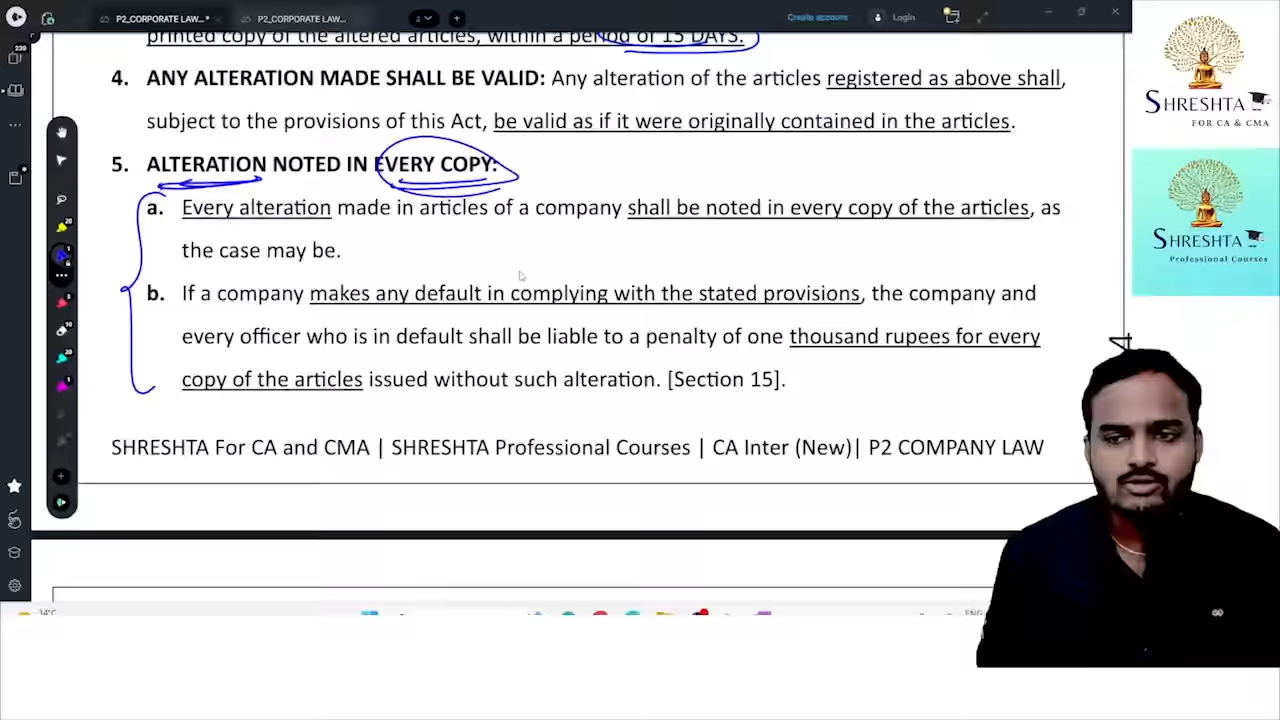 P2_CORPORATE LAW...*
P2_CORPORATE LAW...
2
Create account
Login
printed copy of the altered articles, within a period of 15 DAYS.
4. ANY ALTERATION MADE SHALL BE VALID: Any alteration of the articles registered as above shall,
subject to the provisions of this Act, be valid as if it were originally contained in the articles.
5. ALTERATION NOTED IN EVERY COPY:
a. Every alteration made in articles of a company shall be noted in every copy of the articles, as
the case may be.
b. If a company makes any default in complying with the stated provisions, the company and
every officer who is in default shall be liable to a penalty of one thousand rupees for every
copy of the articles issued without such alteration. [Section 15].
SHRESHTA For CA and CMA | SHRESHTA Professional Courses | CA Inter (New)| P2 COMPANY LAW
SHRESHTA
FOR CA & CMA
SHRESHTA
Professional Courses